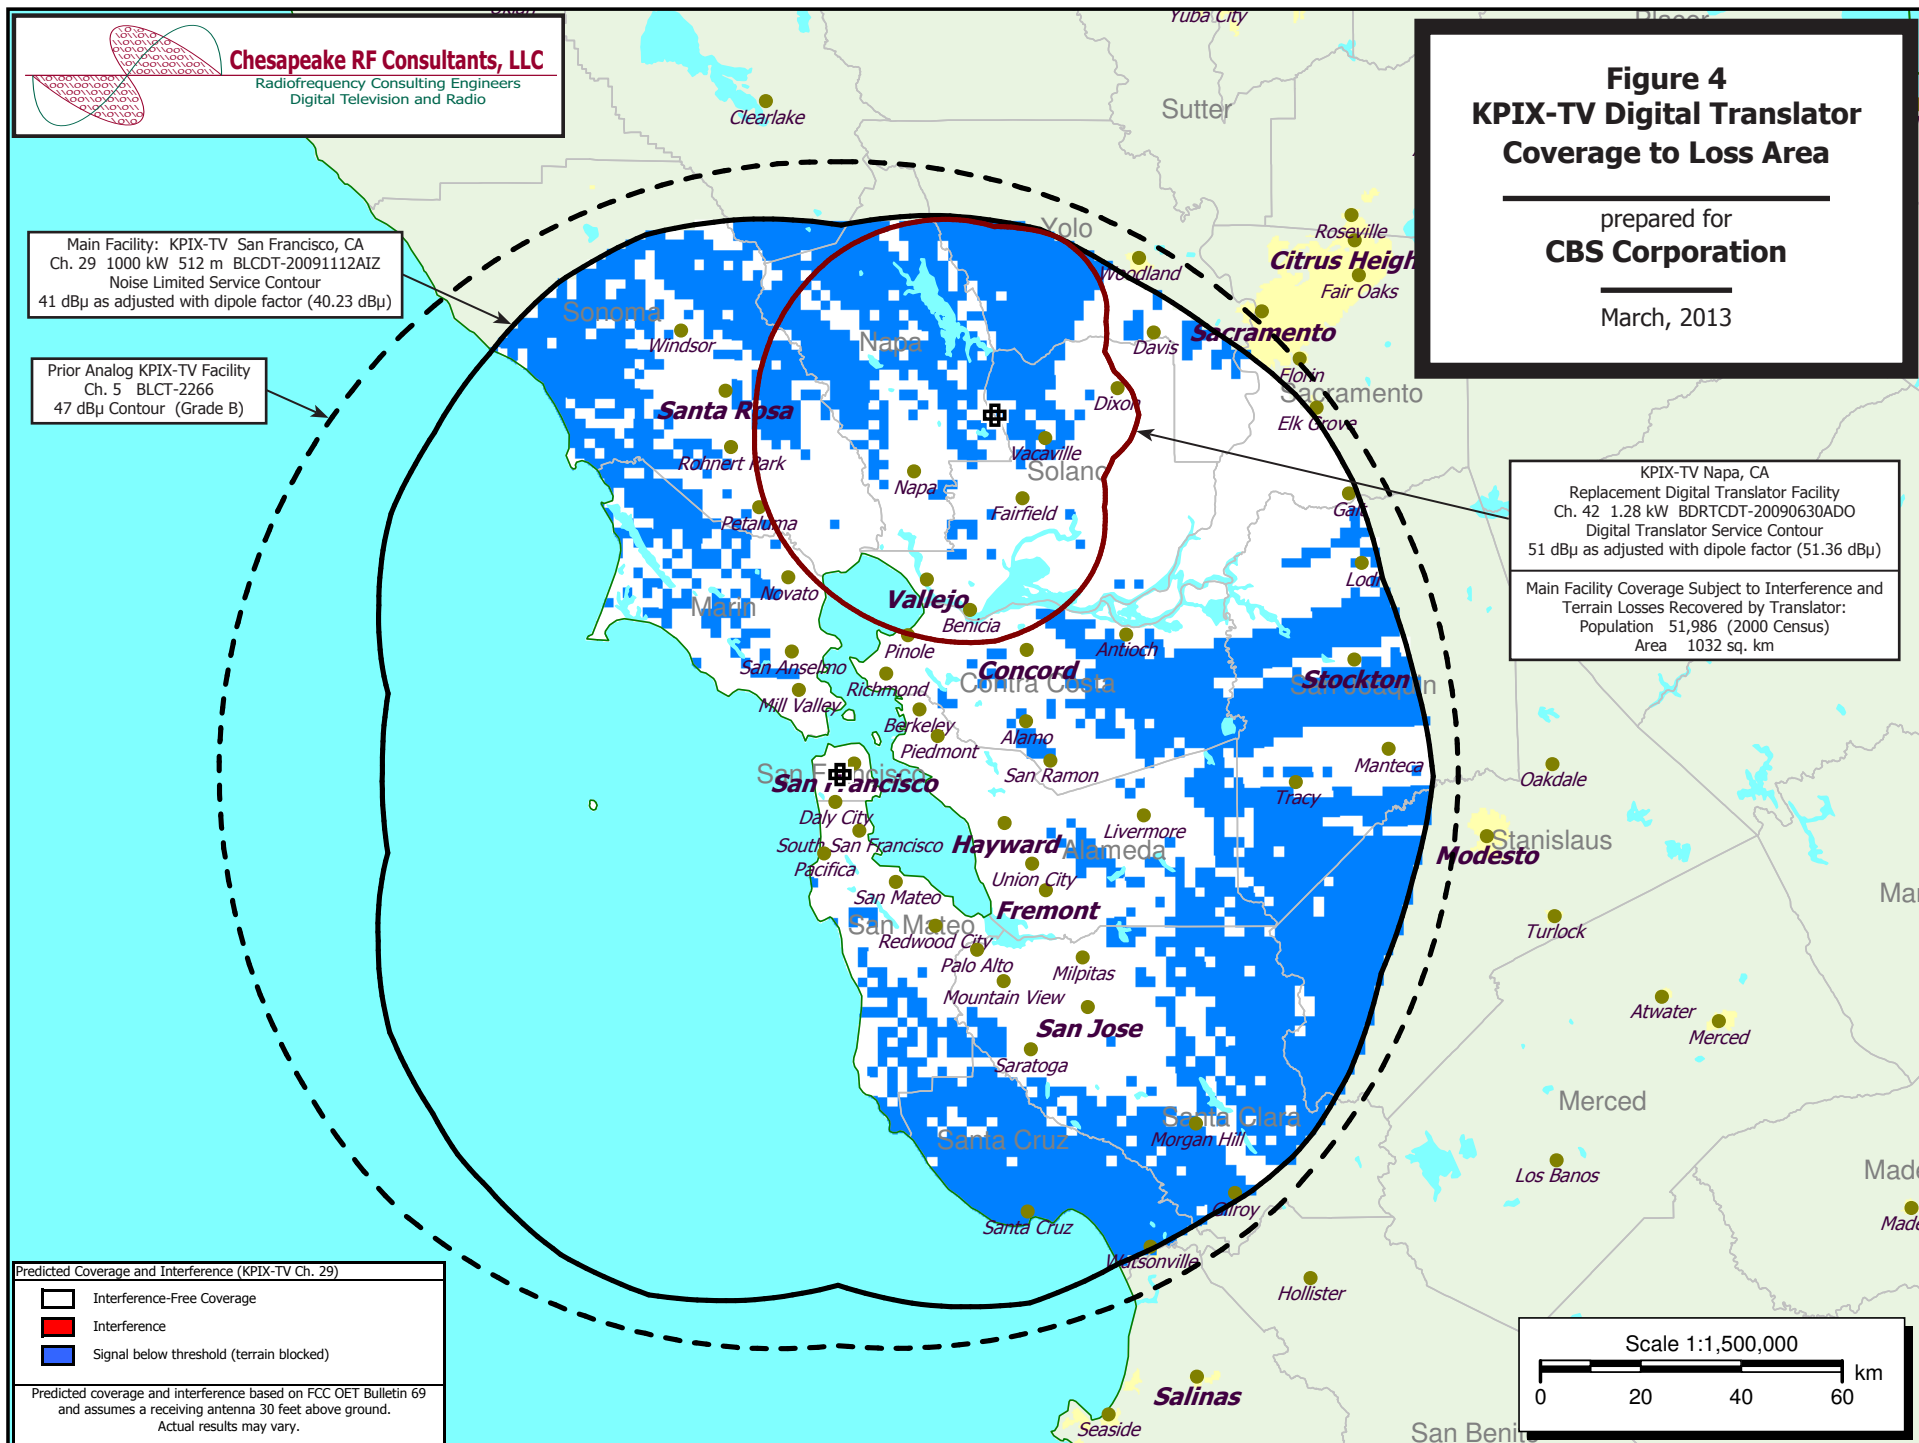 Chesapeake RF Consultants, LLC
Radiofrequency Consulting Engineers
Digital Television and Radio
Figure 4
KPIX-TV Digital Translator
Coverage to Loss Area
prepared for
CBS Corporation
March, 2013
Main Facility: KPIX-TV San Francisco, CA
Ch. 29 1000 kW 512 m BLCDT-20091112AIZ
Noise Limited Service Contour
41 dBµ as adjusted with dipole factor (40.23 dBµ)
Prior Analog KPIX-TV Facility
Ch. 5 BLCT-2266
47 dBµ Contour (Grade B)
KPIX-TV Napa, CA
Replacement Digital Translator Facility
Ch. 42 1.28 kW BDRTCDT-20090630ADO
Digital Translator Service Contour
51 dBµ as adjusted with dipole factor (51.36 dBµ)
Main Facility Coverage Subject to Interference and
Terrain Losses Recovered by Translator:
Population 51,986 (2000 Census)
Area 1032 sq. km
Yuba City
Placer
Clearlake
Sutter
Yolo
Roseville
Citrus Heigh
Fair Oaks
Woodland
Sonoma
Windsor
Napa
Davis
Sacramento
Florin
Sacramento
Elk Grove
Santa Rosa
Dixon
Rohnert Park
Vacaville
Solano
Napa
Fairfield
Galt
Petaluma
Lodi
Novato
Marin
Vallejo
Benicia
Pinole
Antioch
San Anselmo
Concord
Contra Costa
Stockton
San Joaquin
Richmond
Mill Valley
Berkeley
Alamo
Piedmont
San Ramon
Manteca
Oakdale
San Francisco
San Francisco
Tracy
Daly City
Livermore
South San Francisco
Hayward
Alameda
Stanislaus
Modesto
Pacifica
Union City
San Mateo
Fremont
Mar
San Mateo
Redwood City
Turlock
Palo Alto
Milpitas
Mountain View
Atwater
San Jose
Merced
Saratoga
Merced
Santa Clara
Santa Cruz
Morgan Hill
Los Banos
Made
Gilroy
Santa Cruz
Made
Watsonville
Hollister
Salinas
Seaside
San Benito
Predicted Coverage and Interference (KPIX-TV Ch. 29)
Interference-Free Coverage
Interference
Signal below threshold (terrain blocked)
Predicted coverage and interference based on FCC OET Bulletin 69
and assumes a receiving antenna 30 feet above ground.
Actual results may vary.
Scale 1:1,500,000
km
0 20 40 60